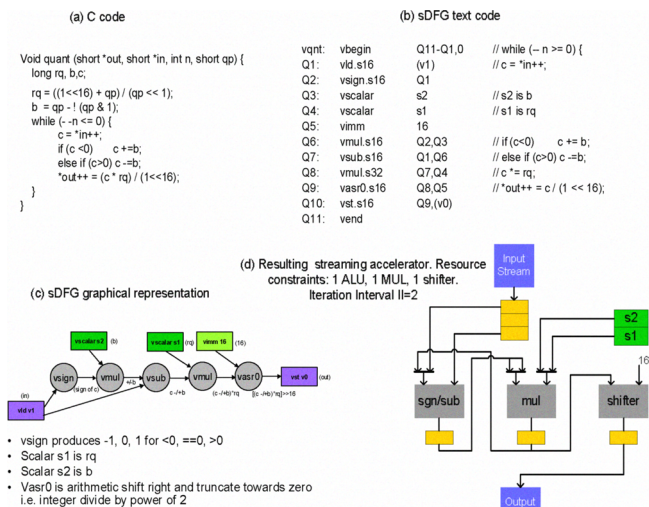 (a) C code
Void quant (short *out, short *in, int n, short qp) {
long rq, b,c;
rq = ((1<<16) + qp) / (qp << 1);
b = qp - ! (qp & 1);
while (- -n <= 0) {
c = *in++;
if (c <0) c +=b;
else if (c>0) c -=b;
*out++ = (c * rq) / (1<<16);
}
}
(b) sDFG text code
vqnt: vbegin Q11-Q1,0 // while (-- n >= 0) {
Q1: vld.s16 (v1) // c = *in++;
Q2: vsign.s16 Q1
Q3: vscalar s2 // s2 is b
Q4: vscalar s1 // s1 is rq
Q5: vimm 16
Q6: vmul.s16 Q2,Q3 // if (c<0) c += b;
Q7: vsub.s16 Q1,Q6 // else if (c>0) c -=b;
Q8: vmul.s32 Q7,Q4 // c *= rq;
Q9: vasr0.s16 Q8,Q5 // *out++ = c / (1 << 16);
Q10: vst.s16 Q9,(v0)
Q11: vend
(c) sDFG graphical representation
vscalar s2 (b)
vscalar s1 (rq)
vimm 16 (16)
vsign
vmul
vsub
vmul
vasr0
vst v0 (out)
(sign of c)
+/-b
c -/+b
(c -/+b)*rq
[(c -/+b)*rq]>>16
(in)
vld v1
• vsign produces -1, 0, 1 for <0, ==0, >0
• Scalar s1 is rq
• Scalar s2 is b
• Vasr0 is arithmetic shift right and truncate towards zero
i.e. integer divide by power of 2
(d) Resulting streaming accelerator. Resource
constraints: 1 ALU, 1 MUL, 1 shifter.
Iteration Interval II=2
Input
Stream
s2
s1
16
sgn/sub
mul
shifter
Output